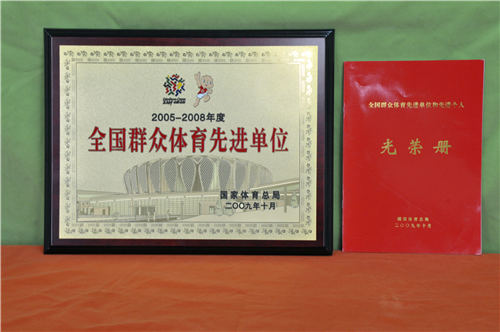 2005-2008年度
全国群众体育先进单位
国家体育总局
二〇〇九年十月
全国群众体育先进单位和先进个人
光荣册
国家体育总局
二〇〇九年十月